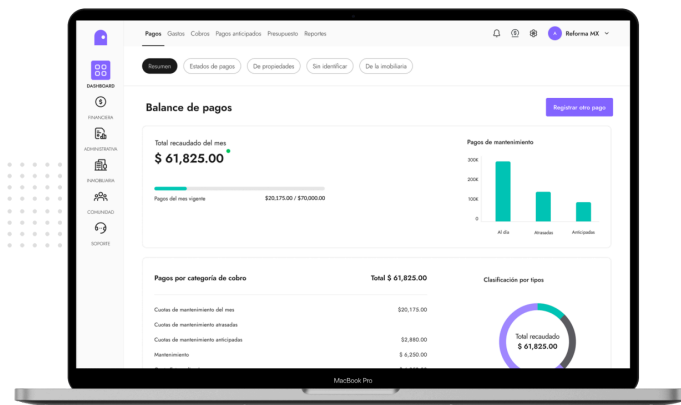 Pagos Gastos Cobros Pagos anticipados Presupuesto Reportes
Reforma MX
Resumen Estados de pagos De propiedades Sin identificar De la imobiliaria
DASHBOARD
FINANCIERA
ADMINISTRATIVA
INMOBILIARIA
COMUNIDAD
SOPORTE
Balance de pagos
Registrar otro pago
Total recaudado del mes
$ 61,825.00
Pagos del mes vigente $20,175.00 / $70,000.00
Pagos de mantenimiento
300K
200K
100K
0
Al día Atrasadas Anticipadas
Pagos por categoría de cobro Total $ 61,825.00
Cuotas de mantenimiento del mes $20,175.00
Cuotas de mantenimiento atrasadas
Cuotas de mantenimiento anticipadas $2,880.00
Mantenimiento $ 6,250.00
Clasificación por tipos
Total recaudado
$ 61,825.00
MacBook Pro